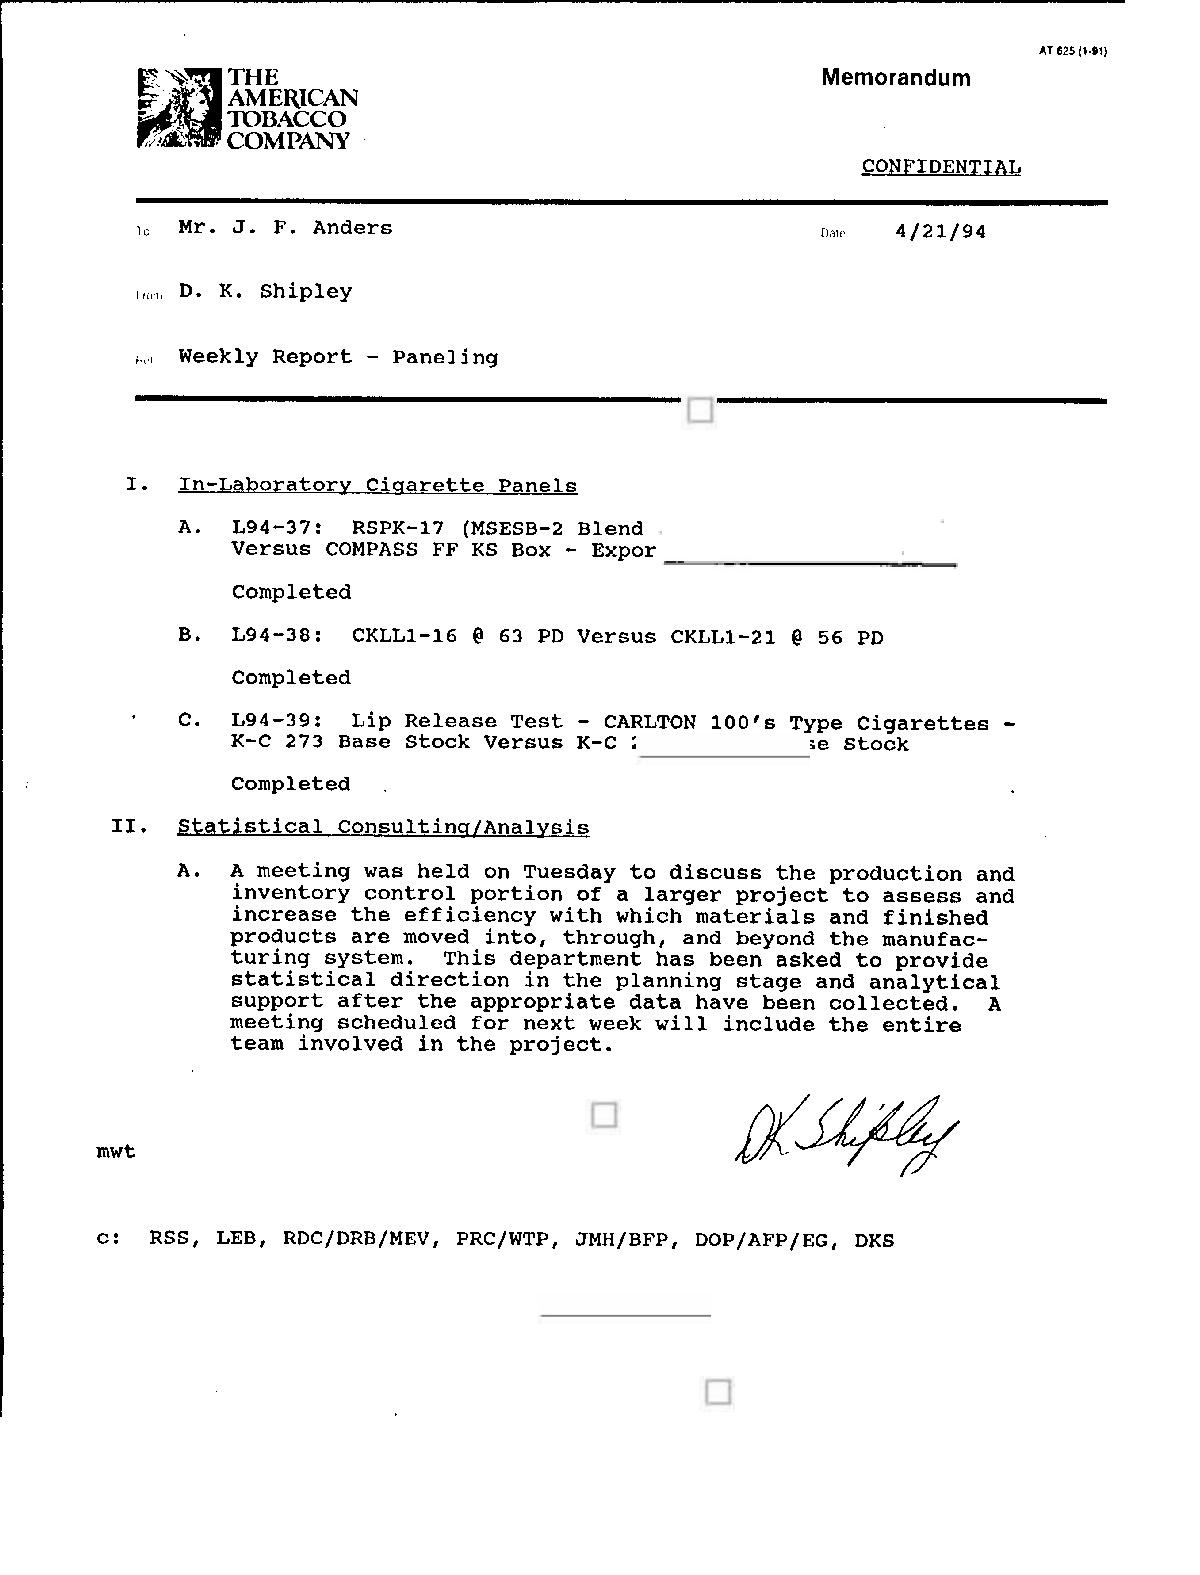 AT 625 (1-91)
THE
AMERICAN
TOBACCO
COMPANY
Memorandum
CONFIDENTIAL
To Mr. J. F. Anders
Date 4/21/94
From D. K. Shipley
Weekly Report - Paneling
I. In-Laboratory Cigarette Panels
A. L94-37: RSPK-17 (MSESB-2 Blend
Versus COMPASS FF KS Box - Expor
Completed
B. L94-38: CKLL1-16 @ 63 PD Versus CKLL1-21 @ 56 PD
Completed
C. L94-39: Lip Release Test - CARLTON 100's Type Cigarettes -
K-C 273 Base Stock Versus K-C Stock
Completed
II. Statistical Consulting/Analysis
A. A meeting was held on Tuesday to discuss the production and
inventory control portion of a larger project to assess and
increase the efficiency with which materials and finished
products are moved into, through, and beyond the manufac-
turing system. This department has been asked to provide
statistical direction in the planning stage and analytical
support after the appropriate data have been collected. A
meeting scheduled for next week will include the entire
team involved in the project.
DK Shipley
mwt
c: RSS, LEB, RDC/DRB/MEV, PRC/WTP, JMH/BFP, DOP/AFP/EG, DKS